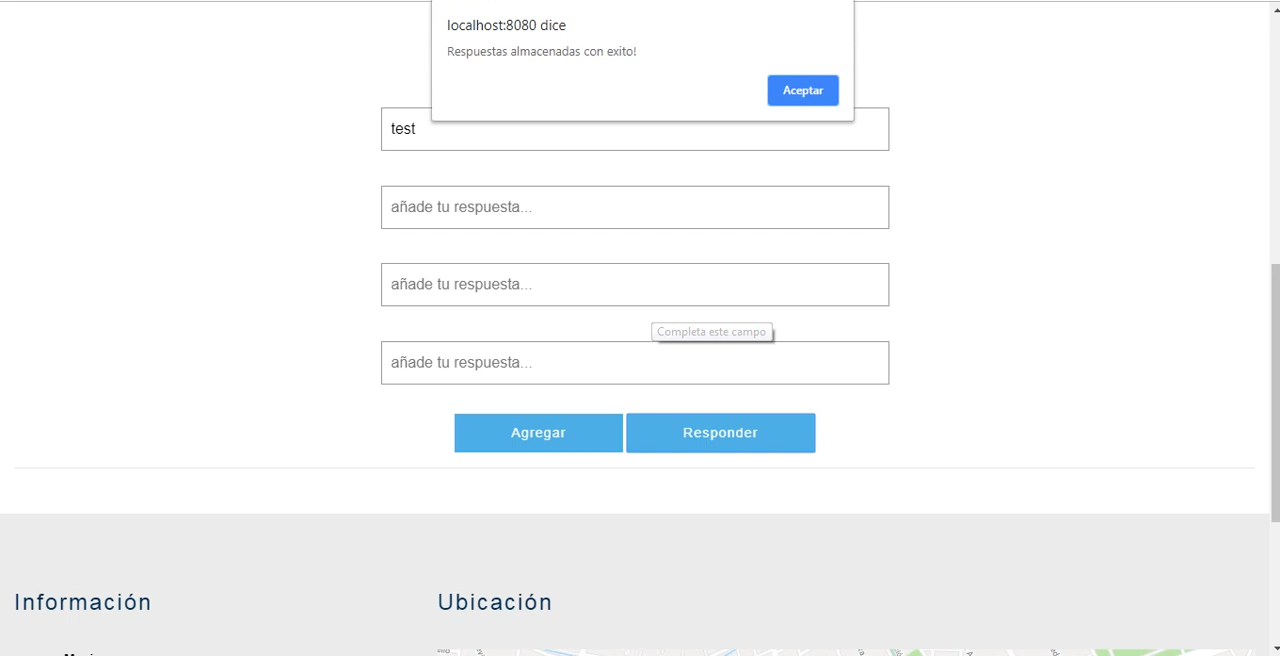 localhost:8080 dice
Respuestas almacenadas con exito!
Aceptar
test
añade tu respuesta...
añade tu respuesta...
Completa este campo
añade tu respuesta...
Agregar Responder
Información Ubicación